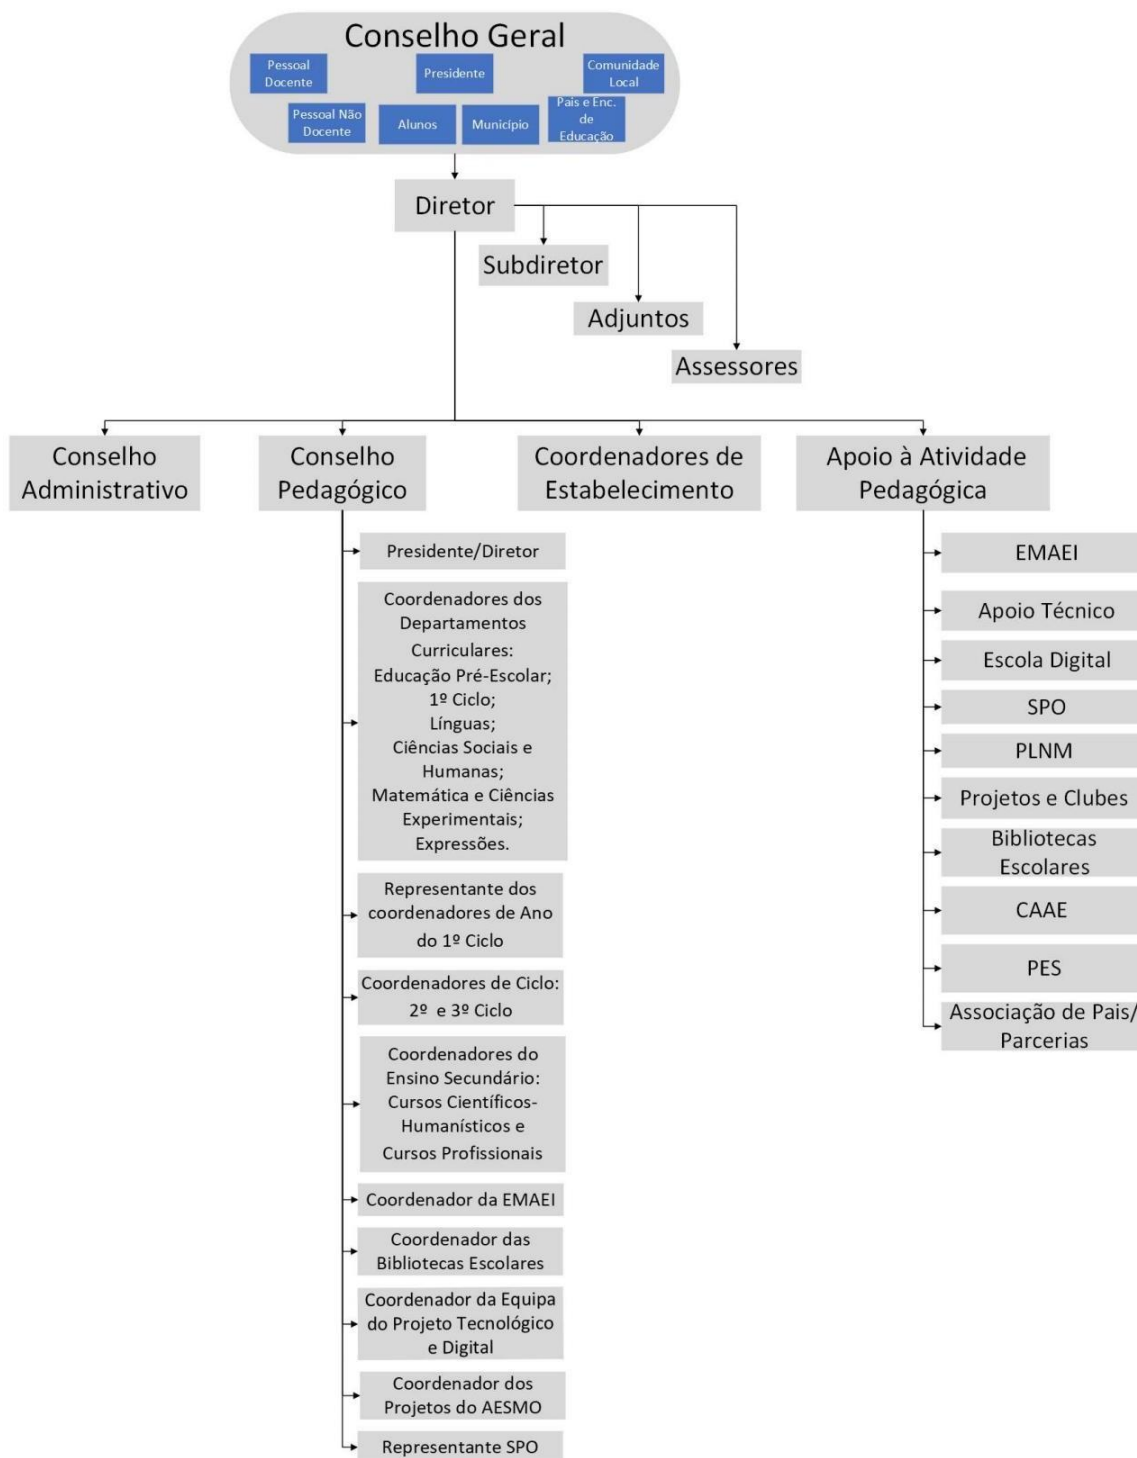 Conselho Geral
Pessoal
Docente
Presidente
Comunidade
Local
Pessoal Não
Docente
Alunos
Município
Pais e Enc.
de
Educação
Diretor
Subdiretor
Adjuntos
Assessores
Conselho
Administrativo
Conselho
Pedagógico
Coordenadores de
Estabelecimento
Apoio à Atividade
Pedagógica
Presidente/Diretor
Coordenadores dos
Departamentos
Curriculares:
Educação Pré-Escolar;
1º Ciclo;
Línguas;
Ciências Sociais e
Humanas;
Matemática e Ciências
Experimentais;
Expressões.
Representante dos
coordenadores de Ano
do 1º Ciclo
Coordenadores de Ciclo:
2º e 3º Ciclo
Coordenadores do
Ensino Secundário:
Cursos Científicos-
Humanísticos e
Cursos Profissionais
Coordenador da EMAEI
Coordenador das
Bibliotecas Escolares
Coordenador da Equipa
do Projeto Tecnológico
e Digital
Coordenador dos
Projetos do AESMO
Representante SPO
EMAEI
Apoio Técnico
Escola Digital
SPO
PLNM
Projetos e Clubes
Bibliotecas
Escolares
CAAE
PES
Associação de Pais/
Parcerias